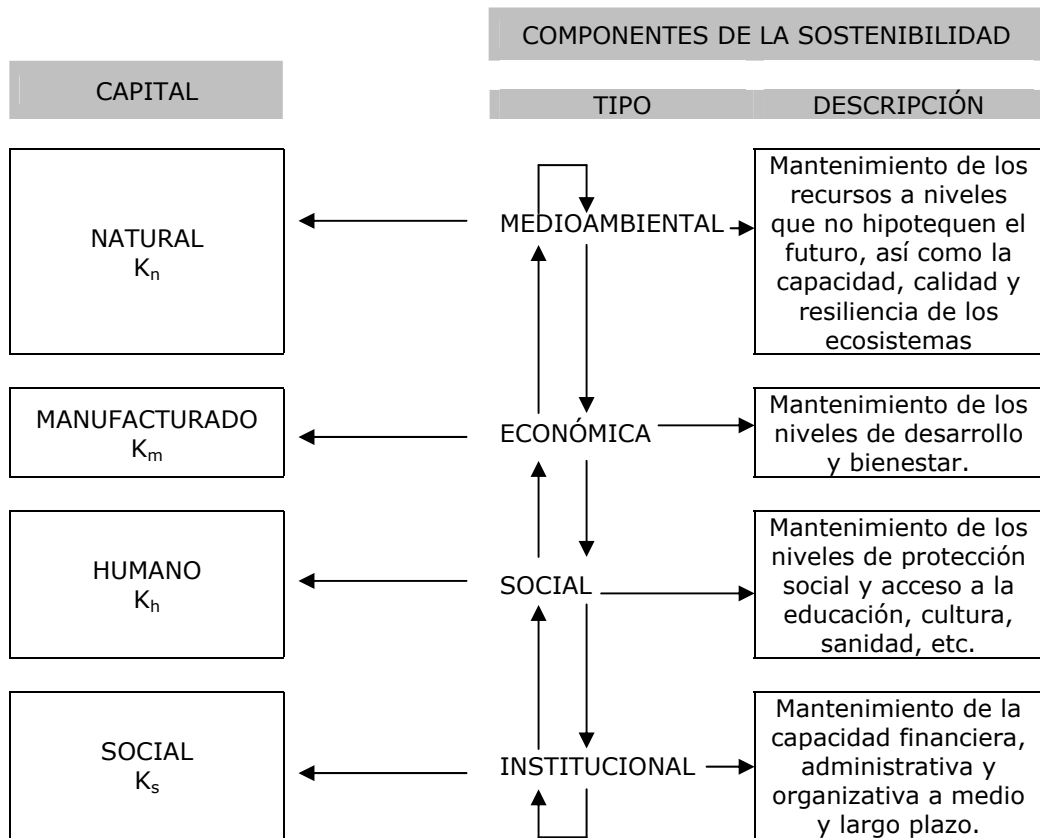 COMPONENTES DE LA SOSTENIBILIDAD
CAPITAL
TIPO
DESCRIPCIÓN
NATURAL
Kn
MEDIOAMBIENTAL
Mantenimiento de los
recursos a niveles
que no hipotequen el
futuro, así como la
capacidad, calidad y
resiliencia de los
ecosistemas
MANUFACTURADO
Km
ECONÓMICA
Mantenimiento de los
niveles de desarrollo
y bienestar.
HUMANO
Kh
SOCIAL
Mantenimiento de los
niveles de protección
social y acceso a la
educación, cultura,
sanidad, etc.
SOCIAL
Ks
INSTITUCIONAL
Mantenimiento de la
capacidad financiera,
administrativa y
organizativa a medio
y largo plazo.